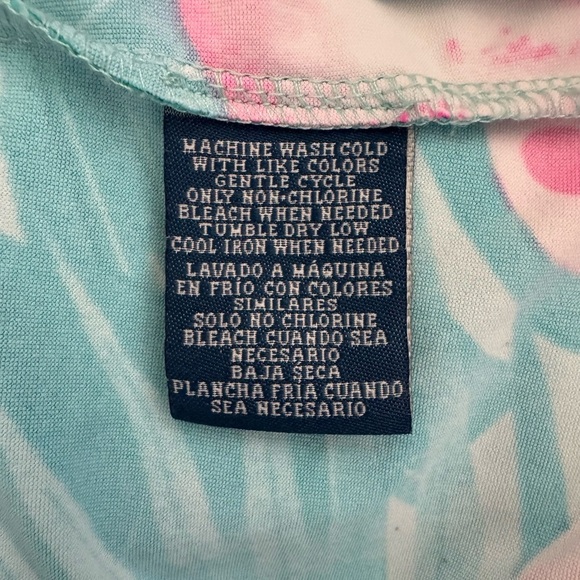 MACHINE WASH COLD
WITH LIKE COLORS
GENTLE CYCLE
ONLY NON-CHLORINE
BLEACH WHEN NEEDED
TUMBLE DRY LOW
COOL IRON WHEN NEEDED
LAVADO A MÁQUINA
EN FRÍO CON COLORES
SIMILARES
SOLO NO CHLORINE
BLEACH CUANDO SEA
NECESARIO
BAJA SECA
PLANCHA FRÍA CUANDO
SEA NECESARIO